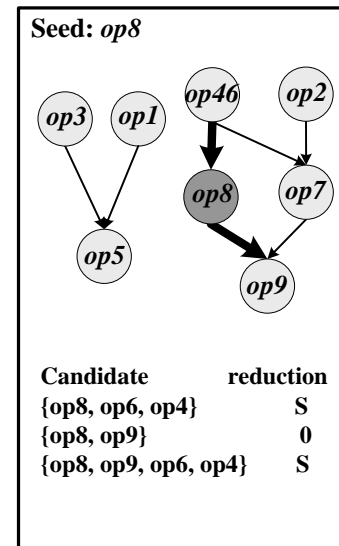 Seed: op8
op3 op1 op46 op2
op8 op7
op5 op9
Candidate reduction
{op8, op6, op4} S
{op8, op9} 0
{op8, op9, op6, op4} S